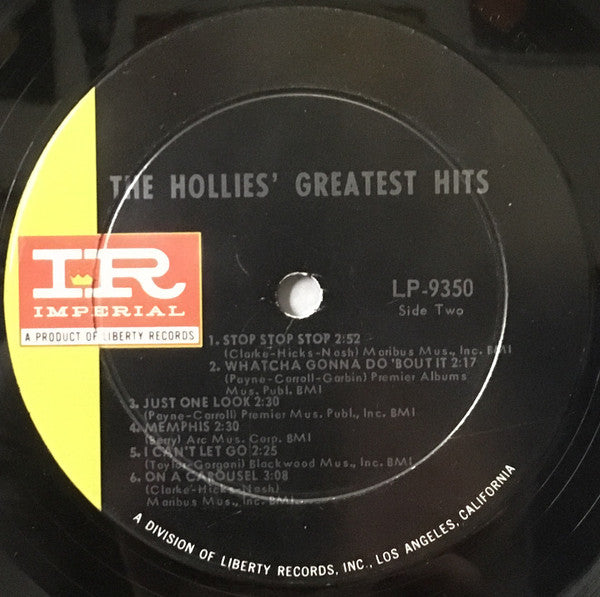 THE HOLLIES' GREATEST HITS
IR
IMPERIAL
A PRODUCT OF LIBERTY RECORDS
LP-9350
Side Two
1. STOP STOP STOP 2:52
(Clarke-Hicks-Nash) Maribus Mus., Inc. BMI
2. WHATCHA GONNA DO 'BOUT IT 2:17
(Payne-Carroll-Garbin) Premier Albums
Mus. Publ. BMI
3. JUST ONE LOOK 2:30
(Payne-Carroll) Premier Mus. Publ., Inc. BMI
4. MEMPHIS 2:30
(Berry) Arc Mus. Corp. BMI
5. I CAN'T LET GO 2:25
(Taylor-Gorgoni) Blackwood Mus., Inc. BMI
6. ON A CAROUSEL 3:08
(Clarke-Hicks-Nash)
Maribus Mus., Inc. BMI
A DIVISION OF LIBERTY RECORDS, INC., LOS ANGELES, CALIFORNIA